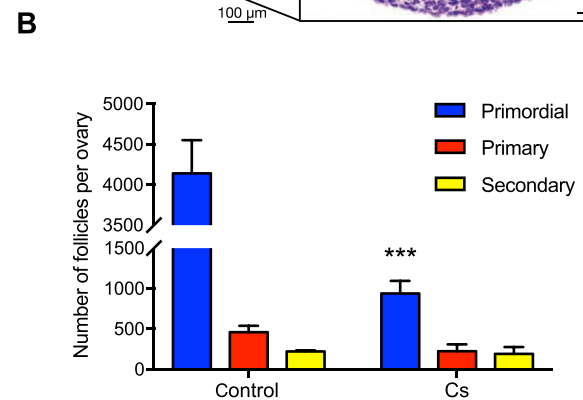 B
100 µm
Number of follicles per ovary
5000
4500
4000
3500
1500
1000
500
0
Primordial
Primary
Secondary
***
Control
Cs